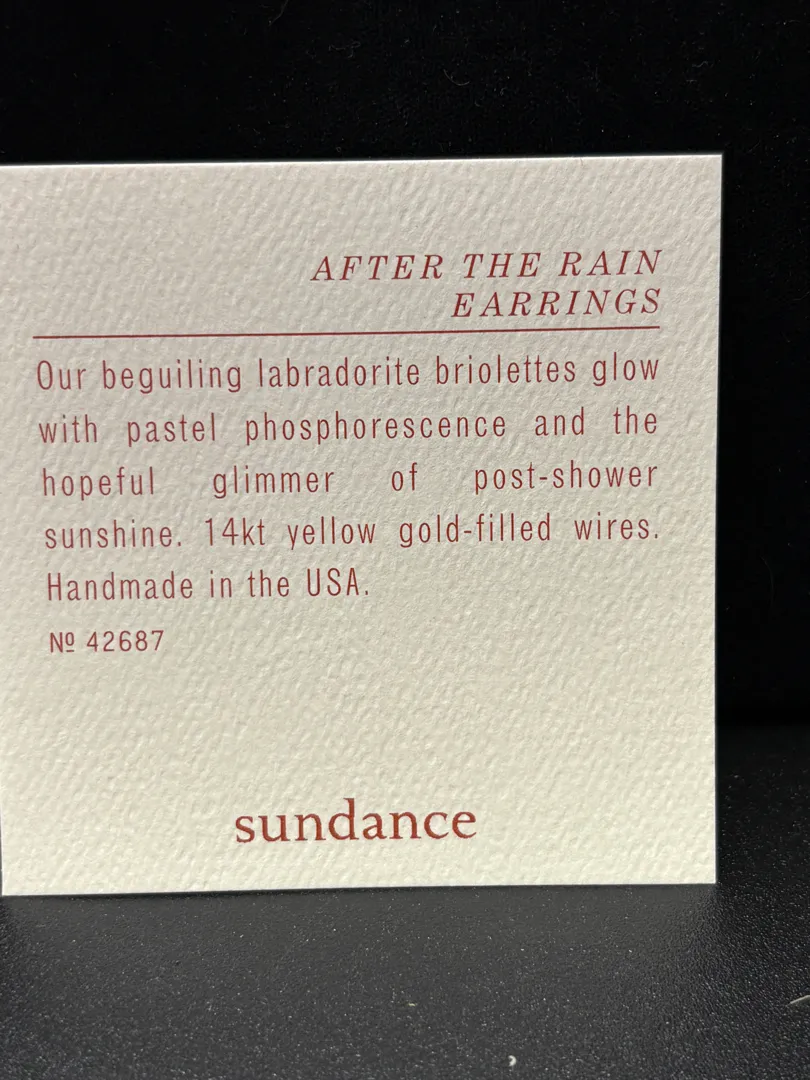 AFTER THE RAIN
EARRINGS
Our beguiling labradorite briolettes glow
with pastel phosphorescence and the
hopeful glimmer of post-shower
sunshine. 14kt yellow gold-filled wires.
Handmade in the USA.
Nº 42687
sundance